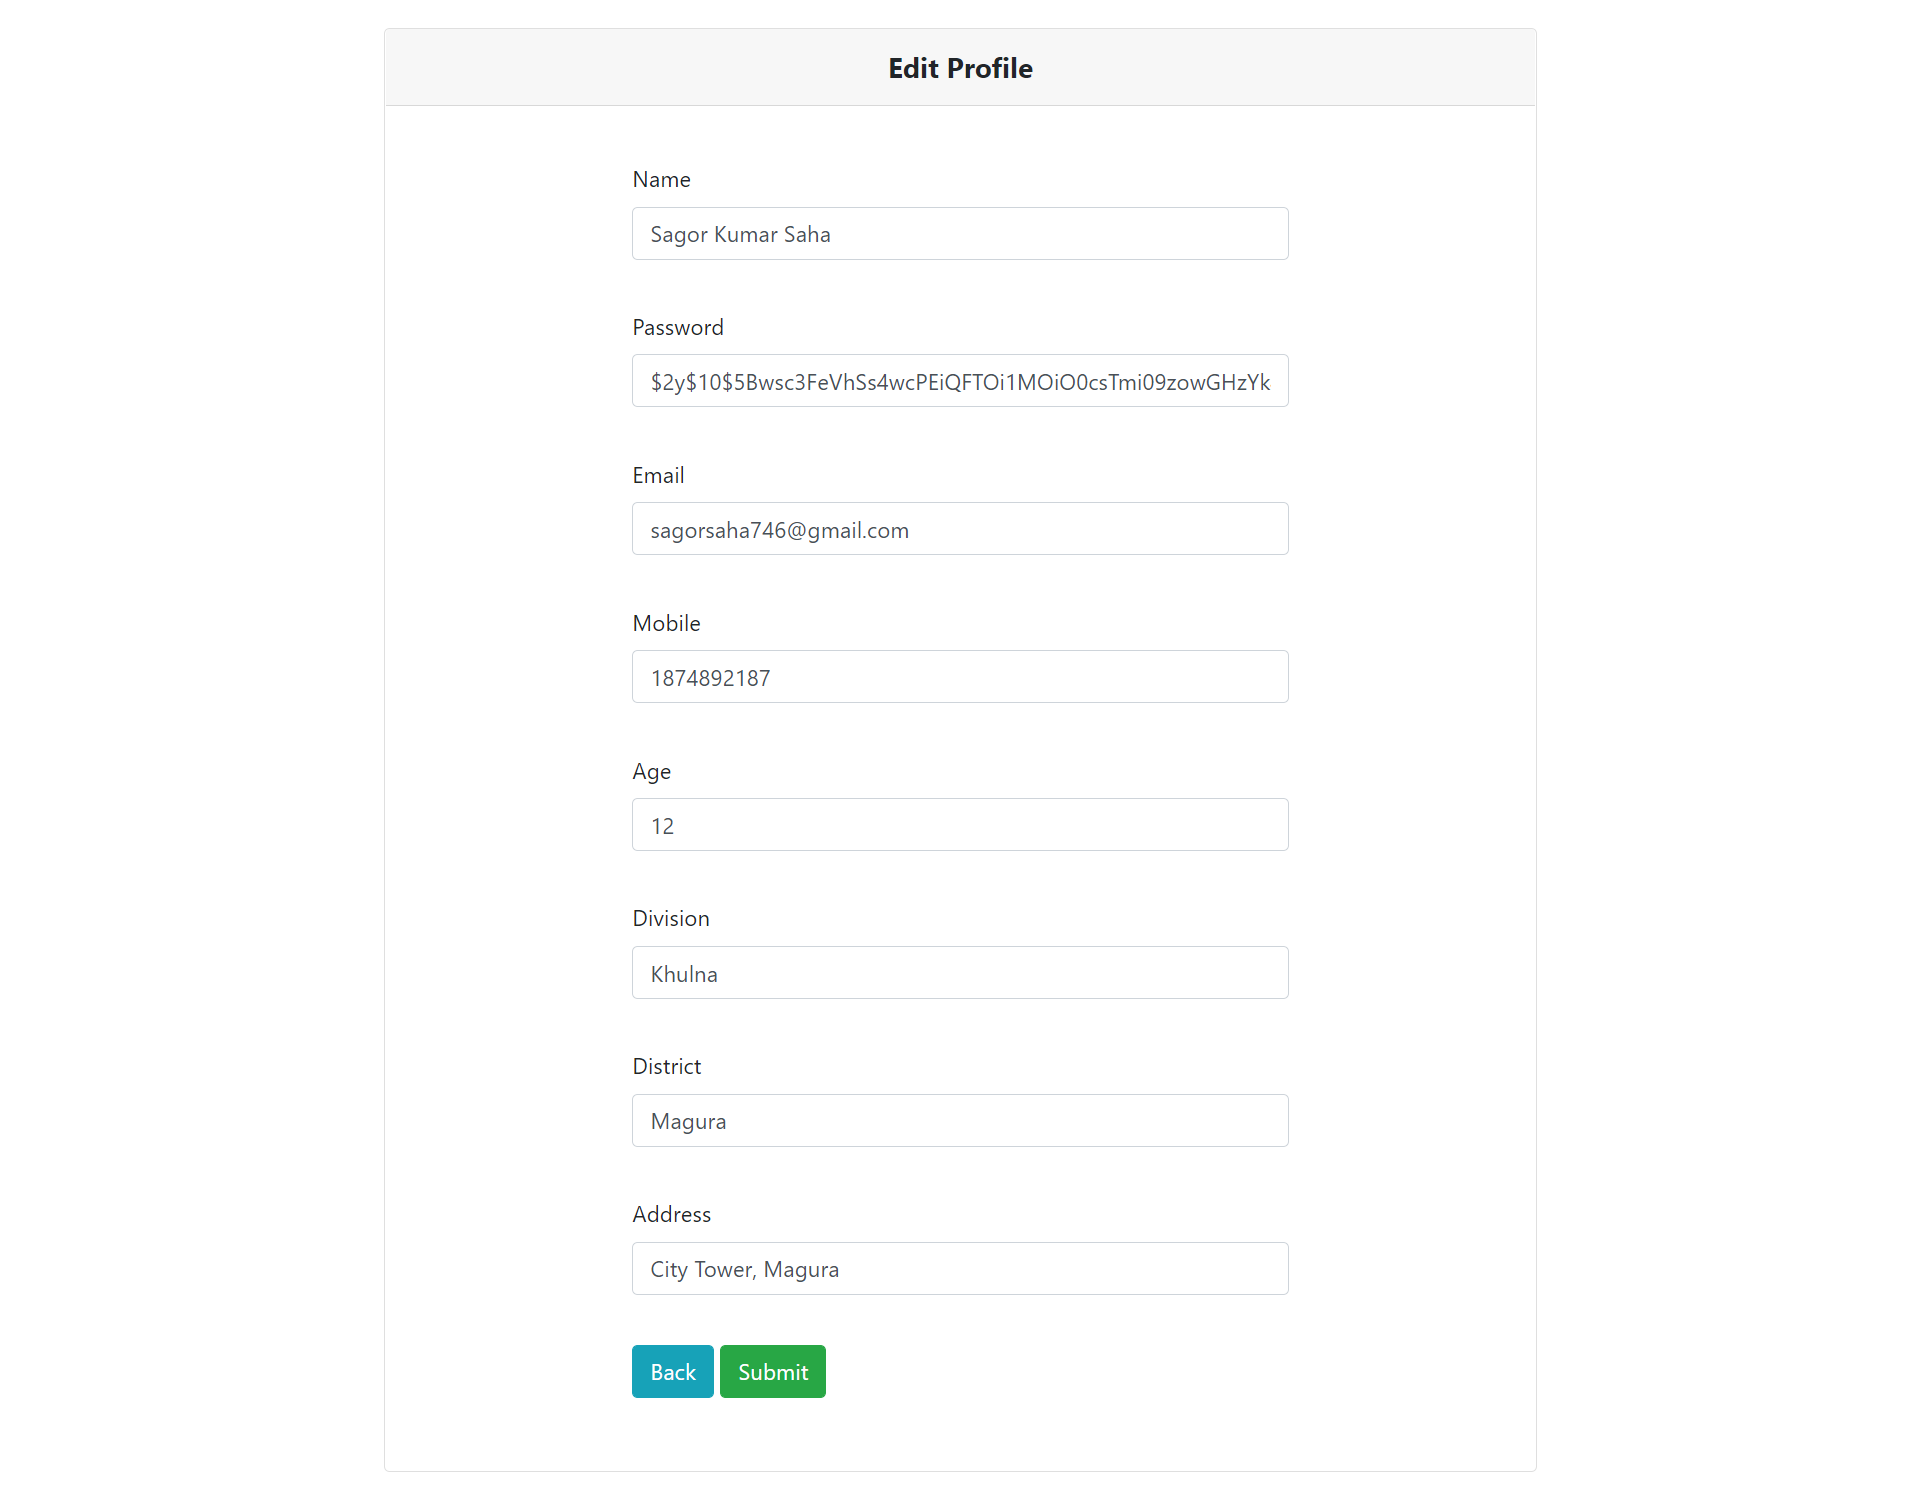 Edit Profile
Name
Sagor Kumar Saha
Password
$2y$10$5Bwsc3FeVhSs4wcPEiQFTOi1MOiO0csTmi09zowGHzYk
Email
sagorsaha746@gmail.com
Mobile
1874892187
Age
12
Division
Khulna
District
Magura
Address
City Tower, Magura
Back Submit